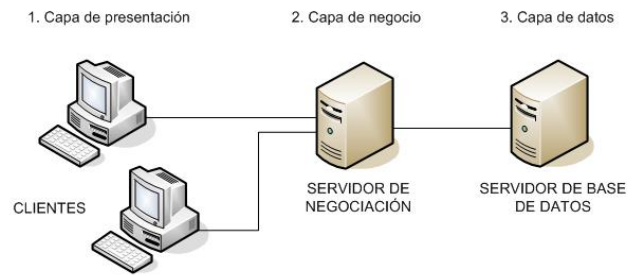 1. Capa de presentación
2. Capa de negocio
3. Capa de datos
CLIENTES
SERVIDOR DE
NEGOCIACIÓN
SERVIDOR DE BASE
DE DATOS